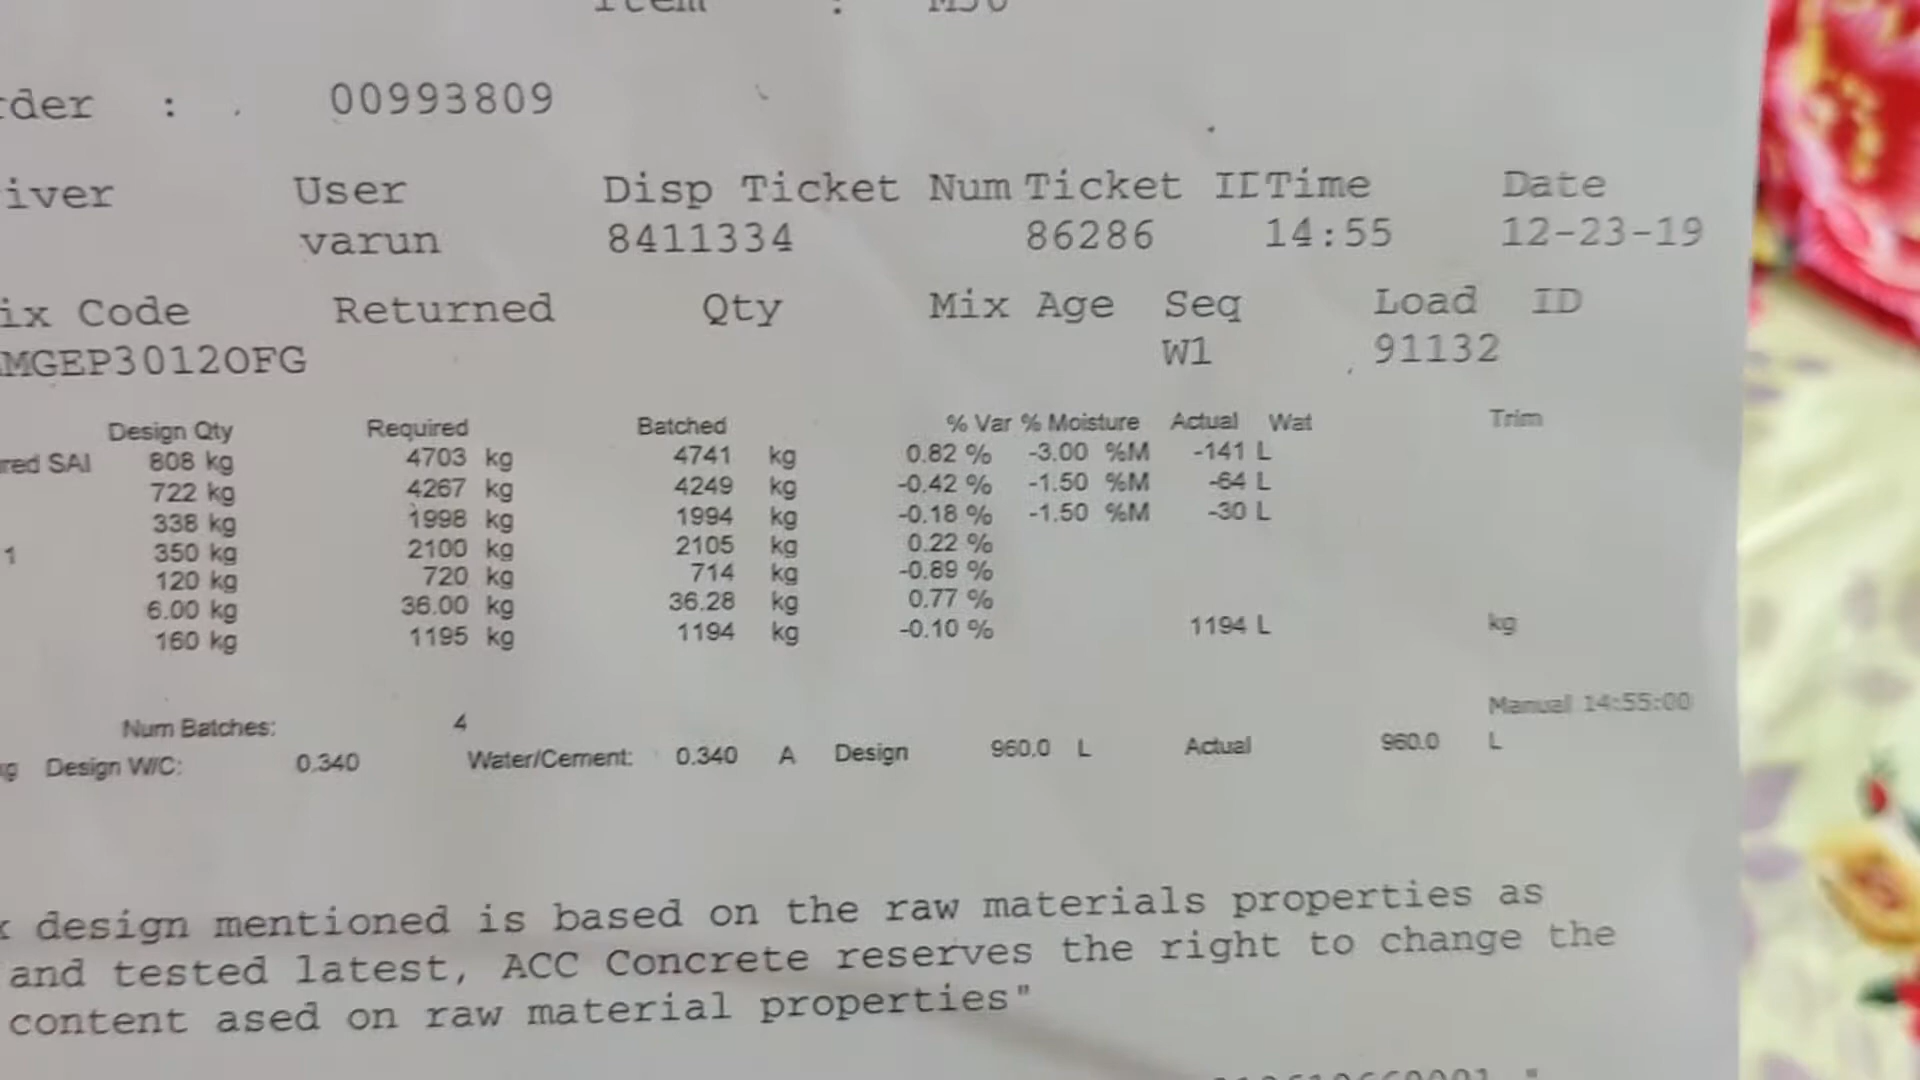 Item :
rder : 00993809
iver User Disp Ticket Num Ticket ID Time Date
varun 8411334 86286 14:55 12-23-19
ix Code Returned Qty Mix Age Seq Load ID
MGEP3012OFG W1 91132
Design Qty Required Batched % Var % Moisture Actual Wat Trim
red SAI 808 kg 4703 kg 4741 kg 0.82 % -3.00 %M -141 L
722 kg 4267 kg 4249 kg -0.42 % -1.50 %M -64 L
338 kg 1998 kg 1994 kg -0.18 % -1.50 %M -30 L
1 350 kg 2100 kg 2105 kg 0.22 %
120 kg 720 kg 714 kg -0.89 %
6.00 kg 36.00 kg 36.28 kg 0.77 %
160 kg 1195 kg 1194 kg -0.10 % 1194 L kg
Manual 14:55:00
Num Batches: 4
Design W/C: 0.340 Water/Cement: 0.340 A Design 960.0 L Actual 960.0 L
design mentioned is based on the raw materials properties as
and tested latest, ACC Concrete reserves the right to change the
content ased on raw material properties"